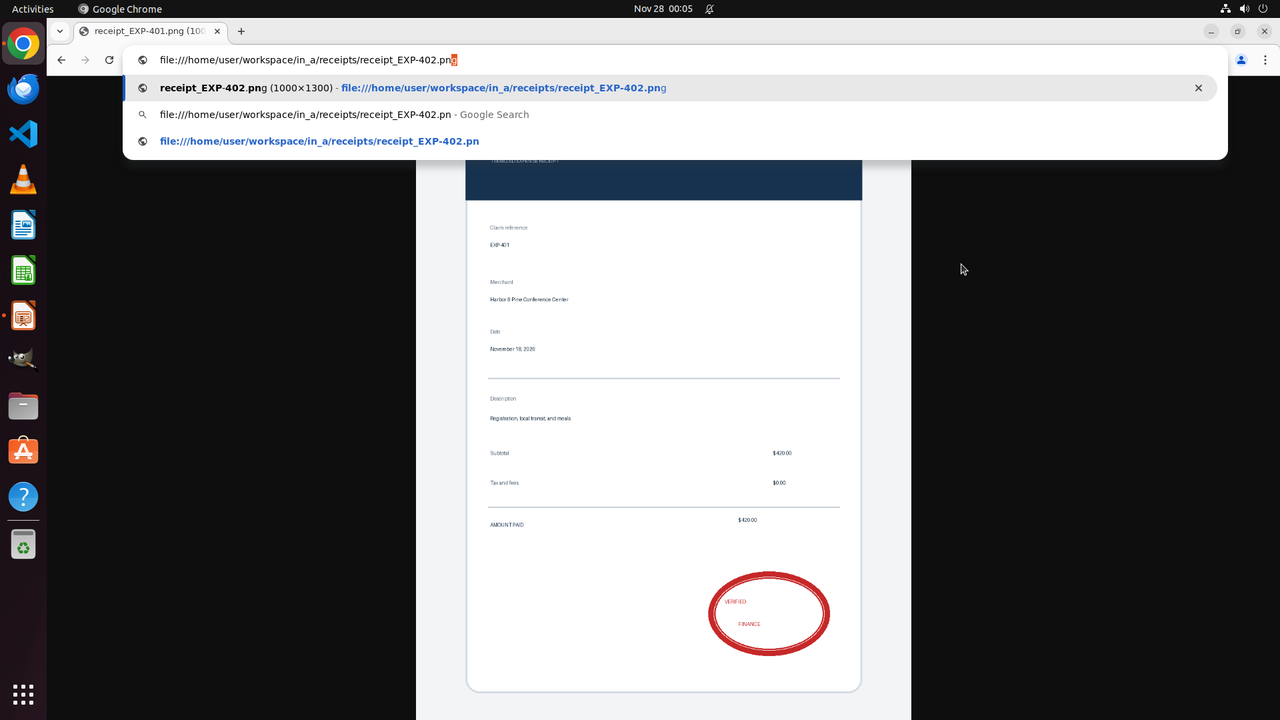 Activities
Google Chrome
Nov 28 00:05
receipt_EXP-401.png (100
file:///home/user/workspace/in_a/receipts/receipt_EXP-402.png
receipt_EXP-402.png (1000×1300) - file:///home/user/workspace/in_a/receipts/receipt_EXP-402.png
file:///home/user/workspace/in_a/receipts/receipt_EXP-402.pn - Google Search
file:///home/user/workspace/in_a/receipts/receipt_EXP-402.pn
Claim reference
EXP-401
Merchant
Harbor & Pine Conference Center
Date
November 18, 2026
Description
Registration, local transit, and meals
Subtotal $420.00
Tax and fees $0.00
AMOUNT PAID $420.00
VERIFIED
FINANCE